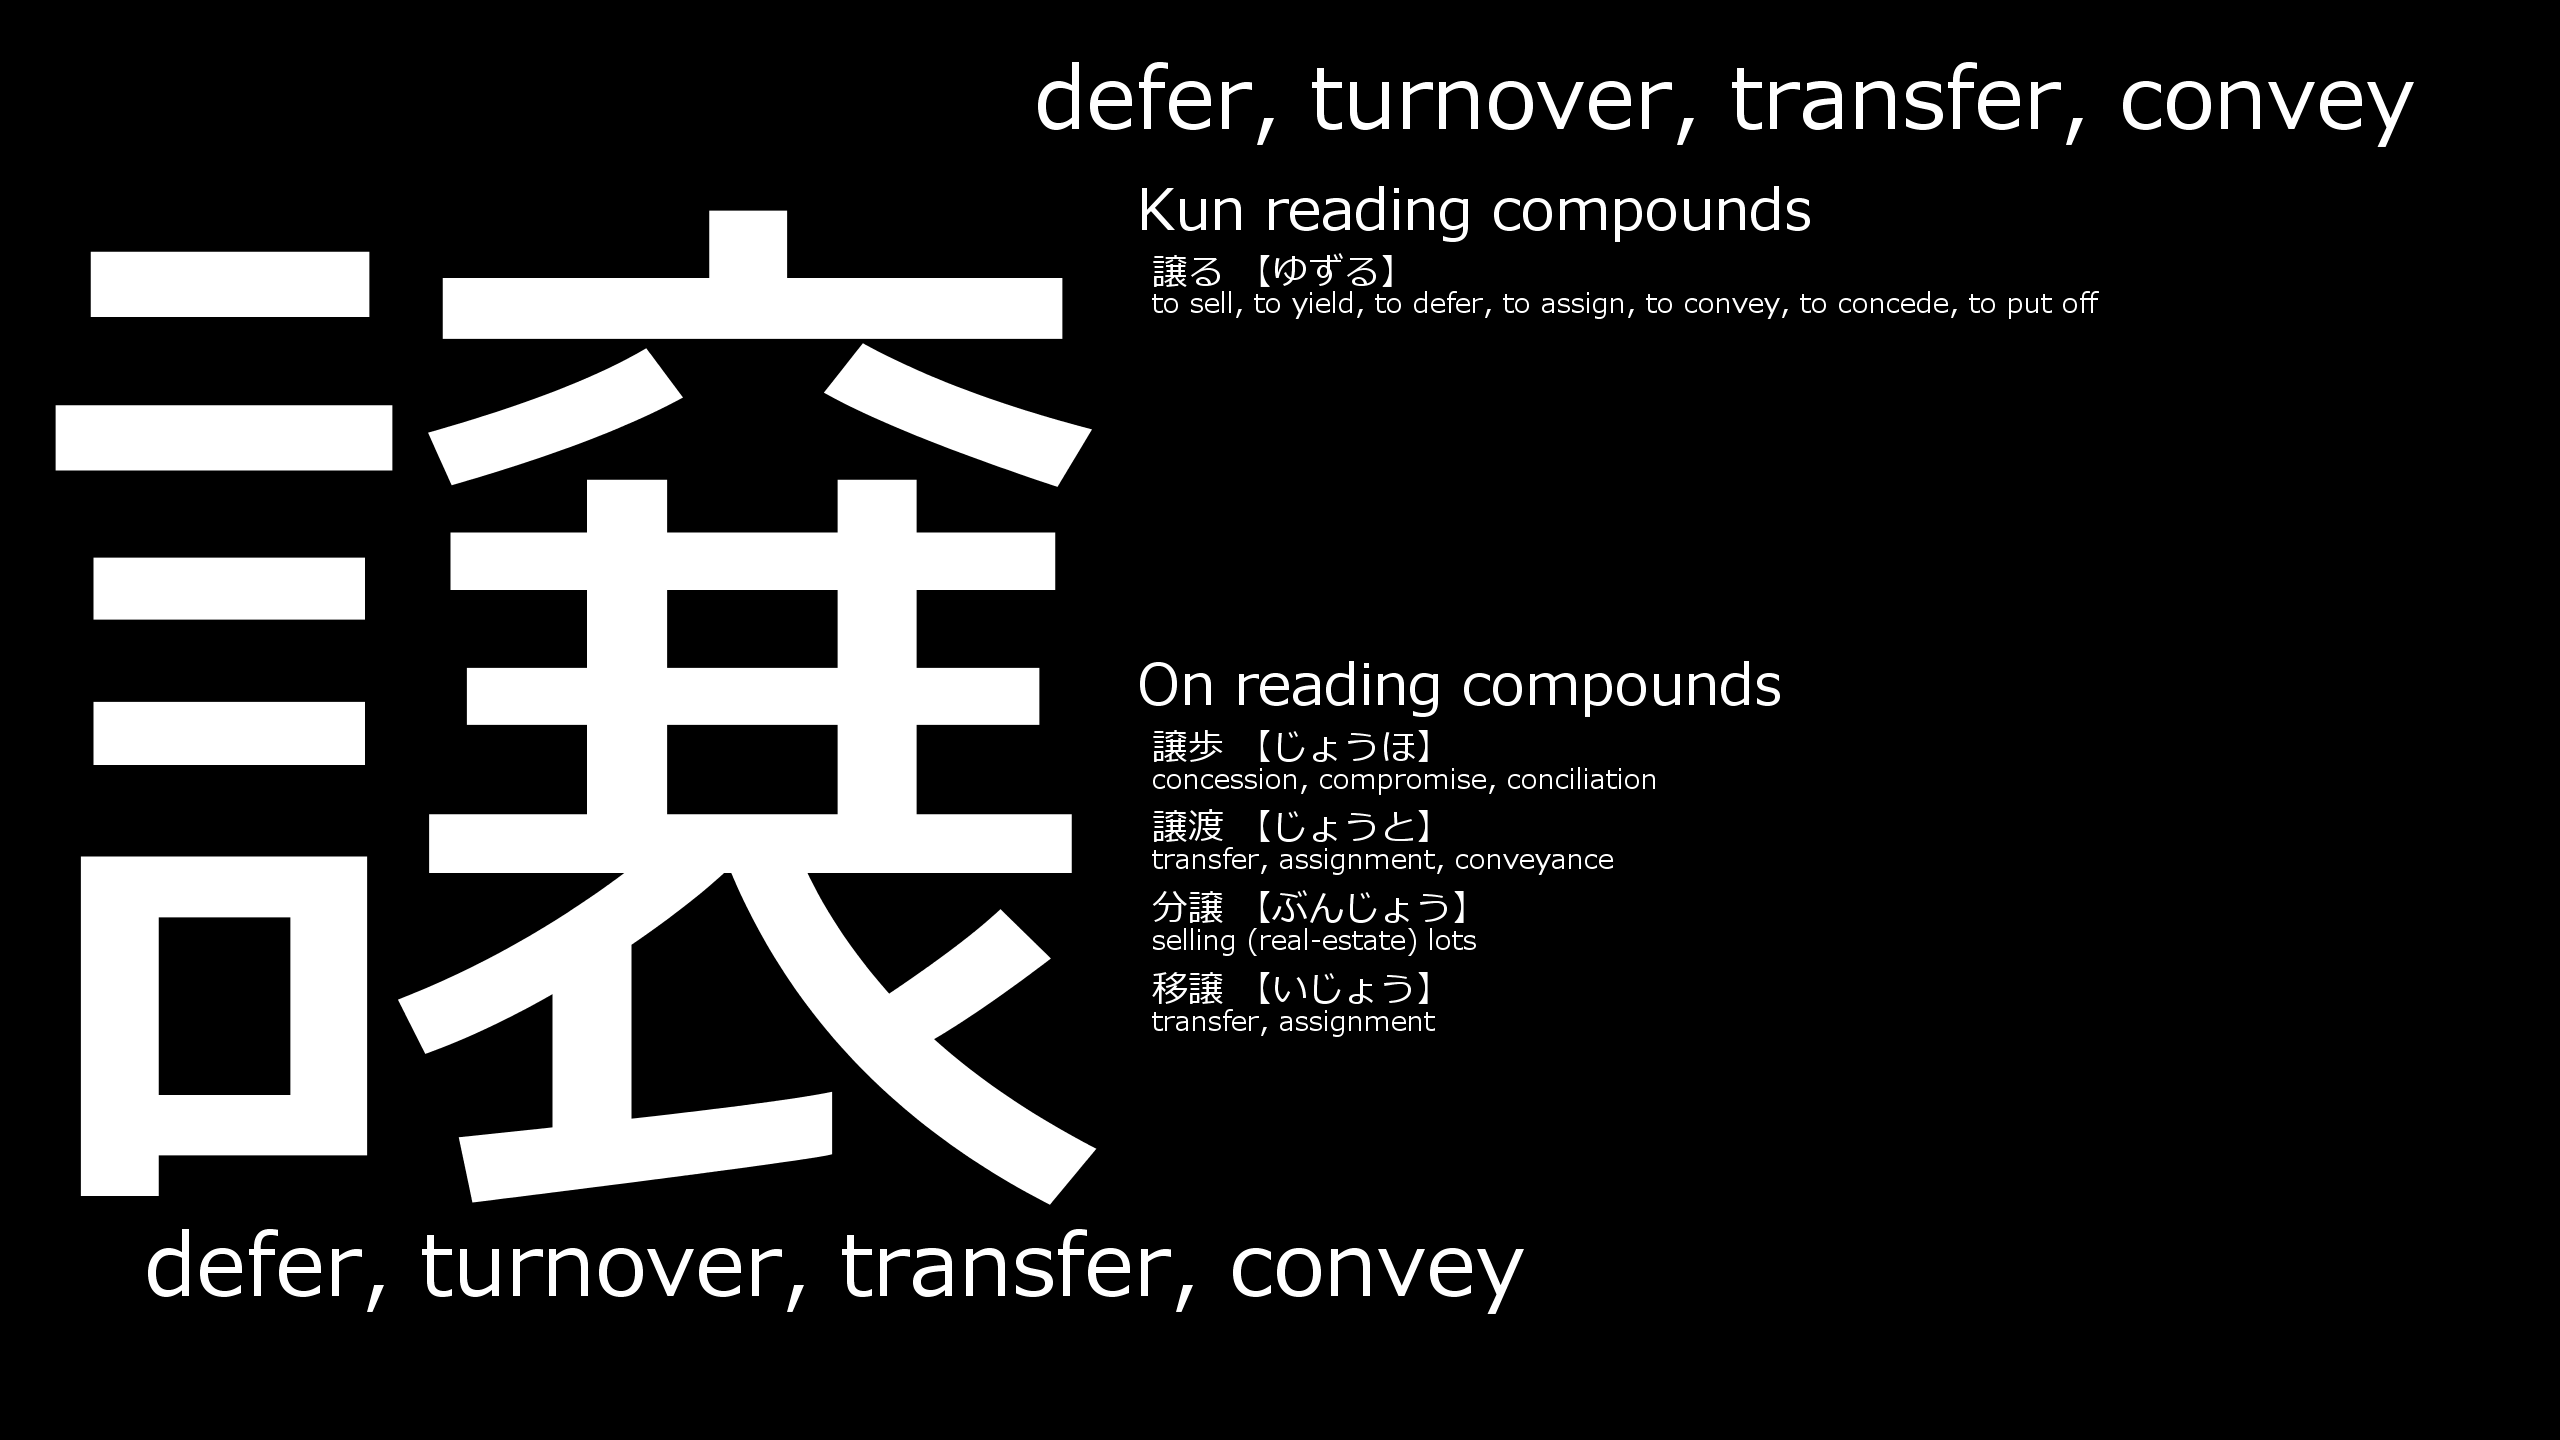 defer, turnover, transfer, convey
譲
Kun reading compounds
譲る 【ゆずる】
to sell, to yield, to defer, to assign, to convey, to concede, to put off
On reading compounds
譲歩 【じょうほ】
concession, compromise, conciliation
譲渡 【じょうと】
transfer, assignment, conveyance
分譲 【ぶんじょう】
selling (real-estate) lots
移譲 【いじょう】
transfer, assignment
defer, turnover, transfer, convey